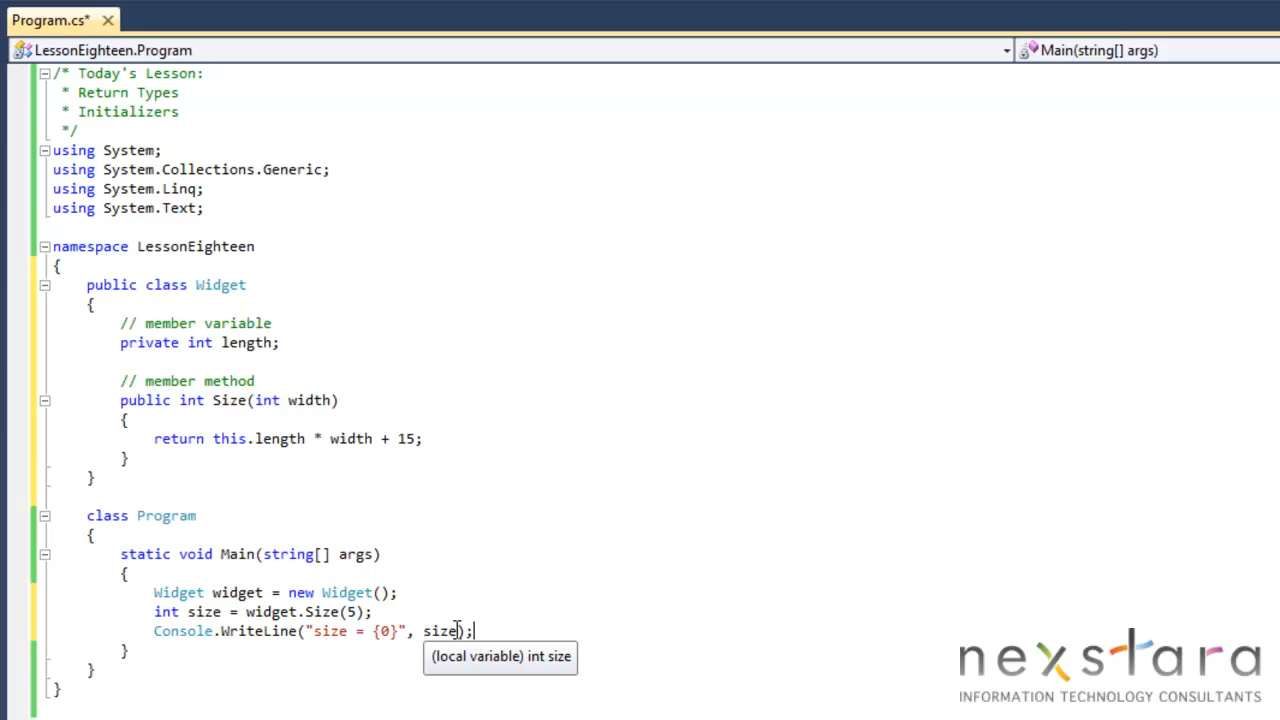 Program.cs*
LessonEighteen.Program
Main(string[] args)
/* Today's Lesson:
* Return Types
* Initializers
*/
using System;
using System.Collections.Generic;
using System.Linq;
using System.Text;
namespace LessonEighteen
{
public class Widget
{
// member variable
private int length;
// member method
public int Size(int width)
{
return this.length * width + 15;
}
}
class Program
{
static void Main(string[] args)
{
Widget widget = new Widget();
int size = widget.Size(5);
Console.WriteLine("size = {0}", size);
(local variable) int size
}
}
}
nexstara
INFORMATION TECHNOLOGY CONSULTANTS